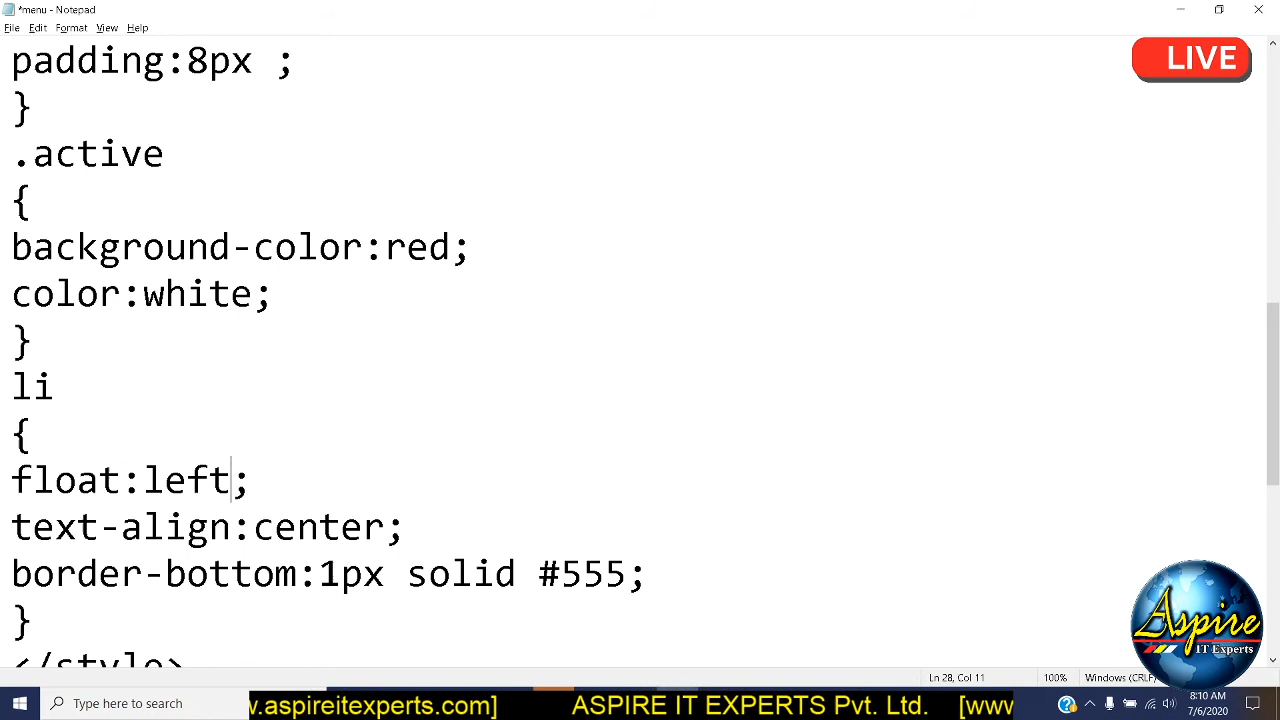 *menu - Notepad
File Edit Format View Help
padding:8px ;
}
.active
{
background-color:red;
color:white;
}
li
{
float:left;
text-align:center;
border-bottom:1px solid #555;
}
</style>
LIVE
Aspire
IT Experts
Ln 28, Col 11
100%
Windows (CRLF)
Type here to search
w.aspireitexperts.com] ASPIRE IT EXPERTS Pvt. Ltd. [www
8:10 AM
7/6/2020